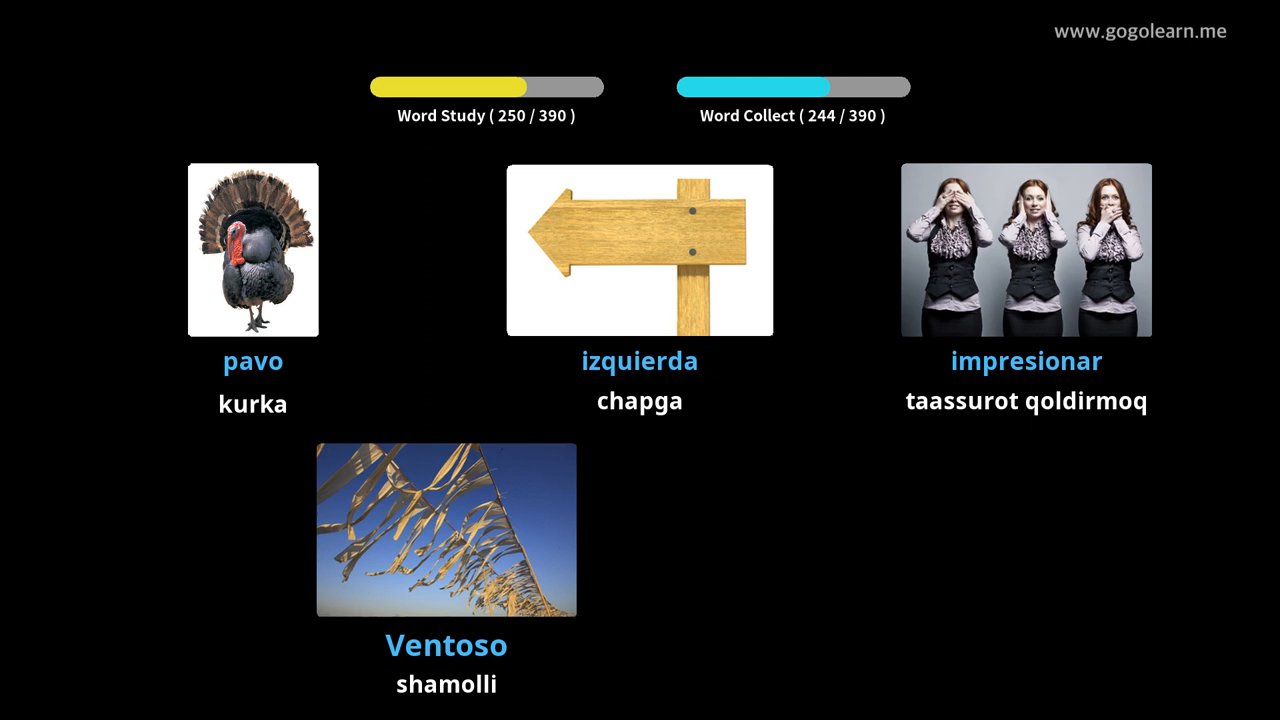 www.gogolearn.me
Word Study ( 250 / 390 )
Word Collect ( 244 / 390 )
pavo
kurka
izquierda
chapga
impresionar
taassurot qoldirmoq
Ventoso
shamolli